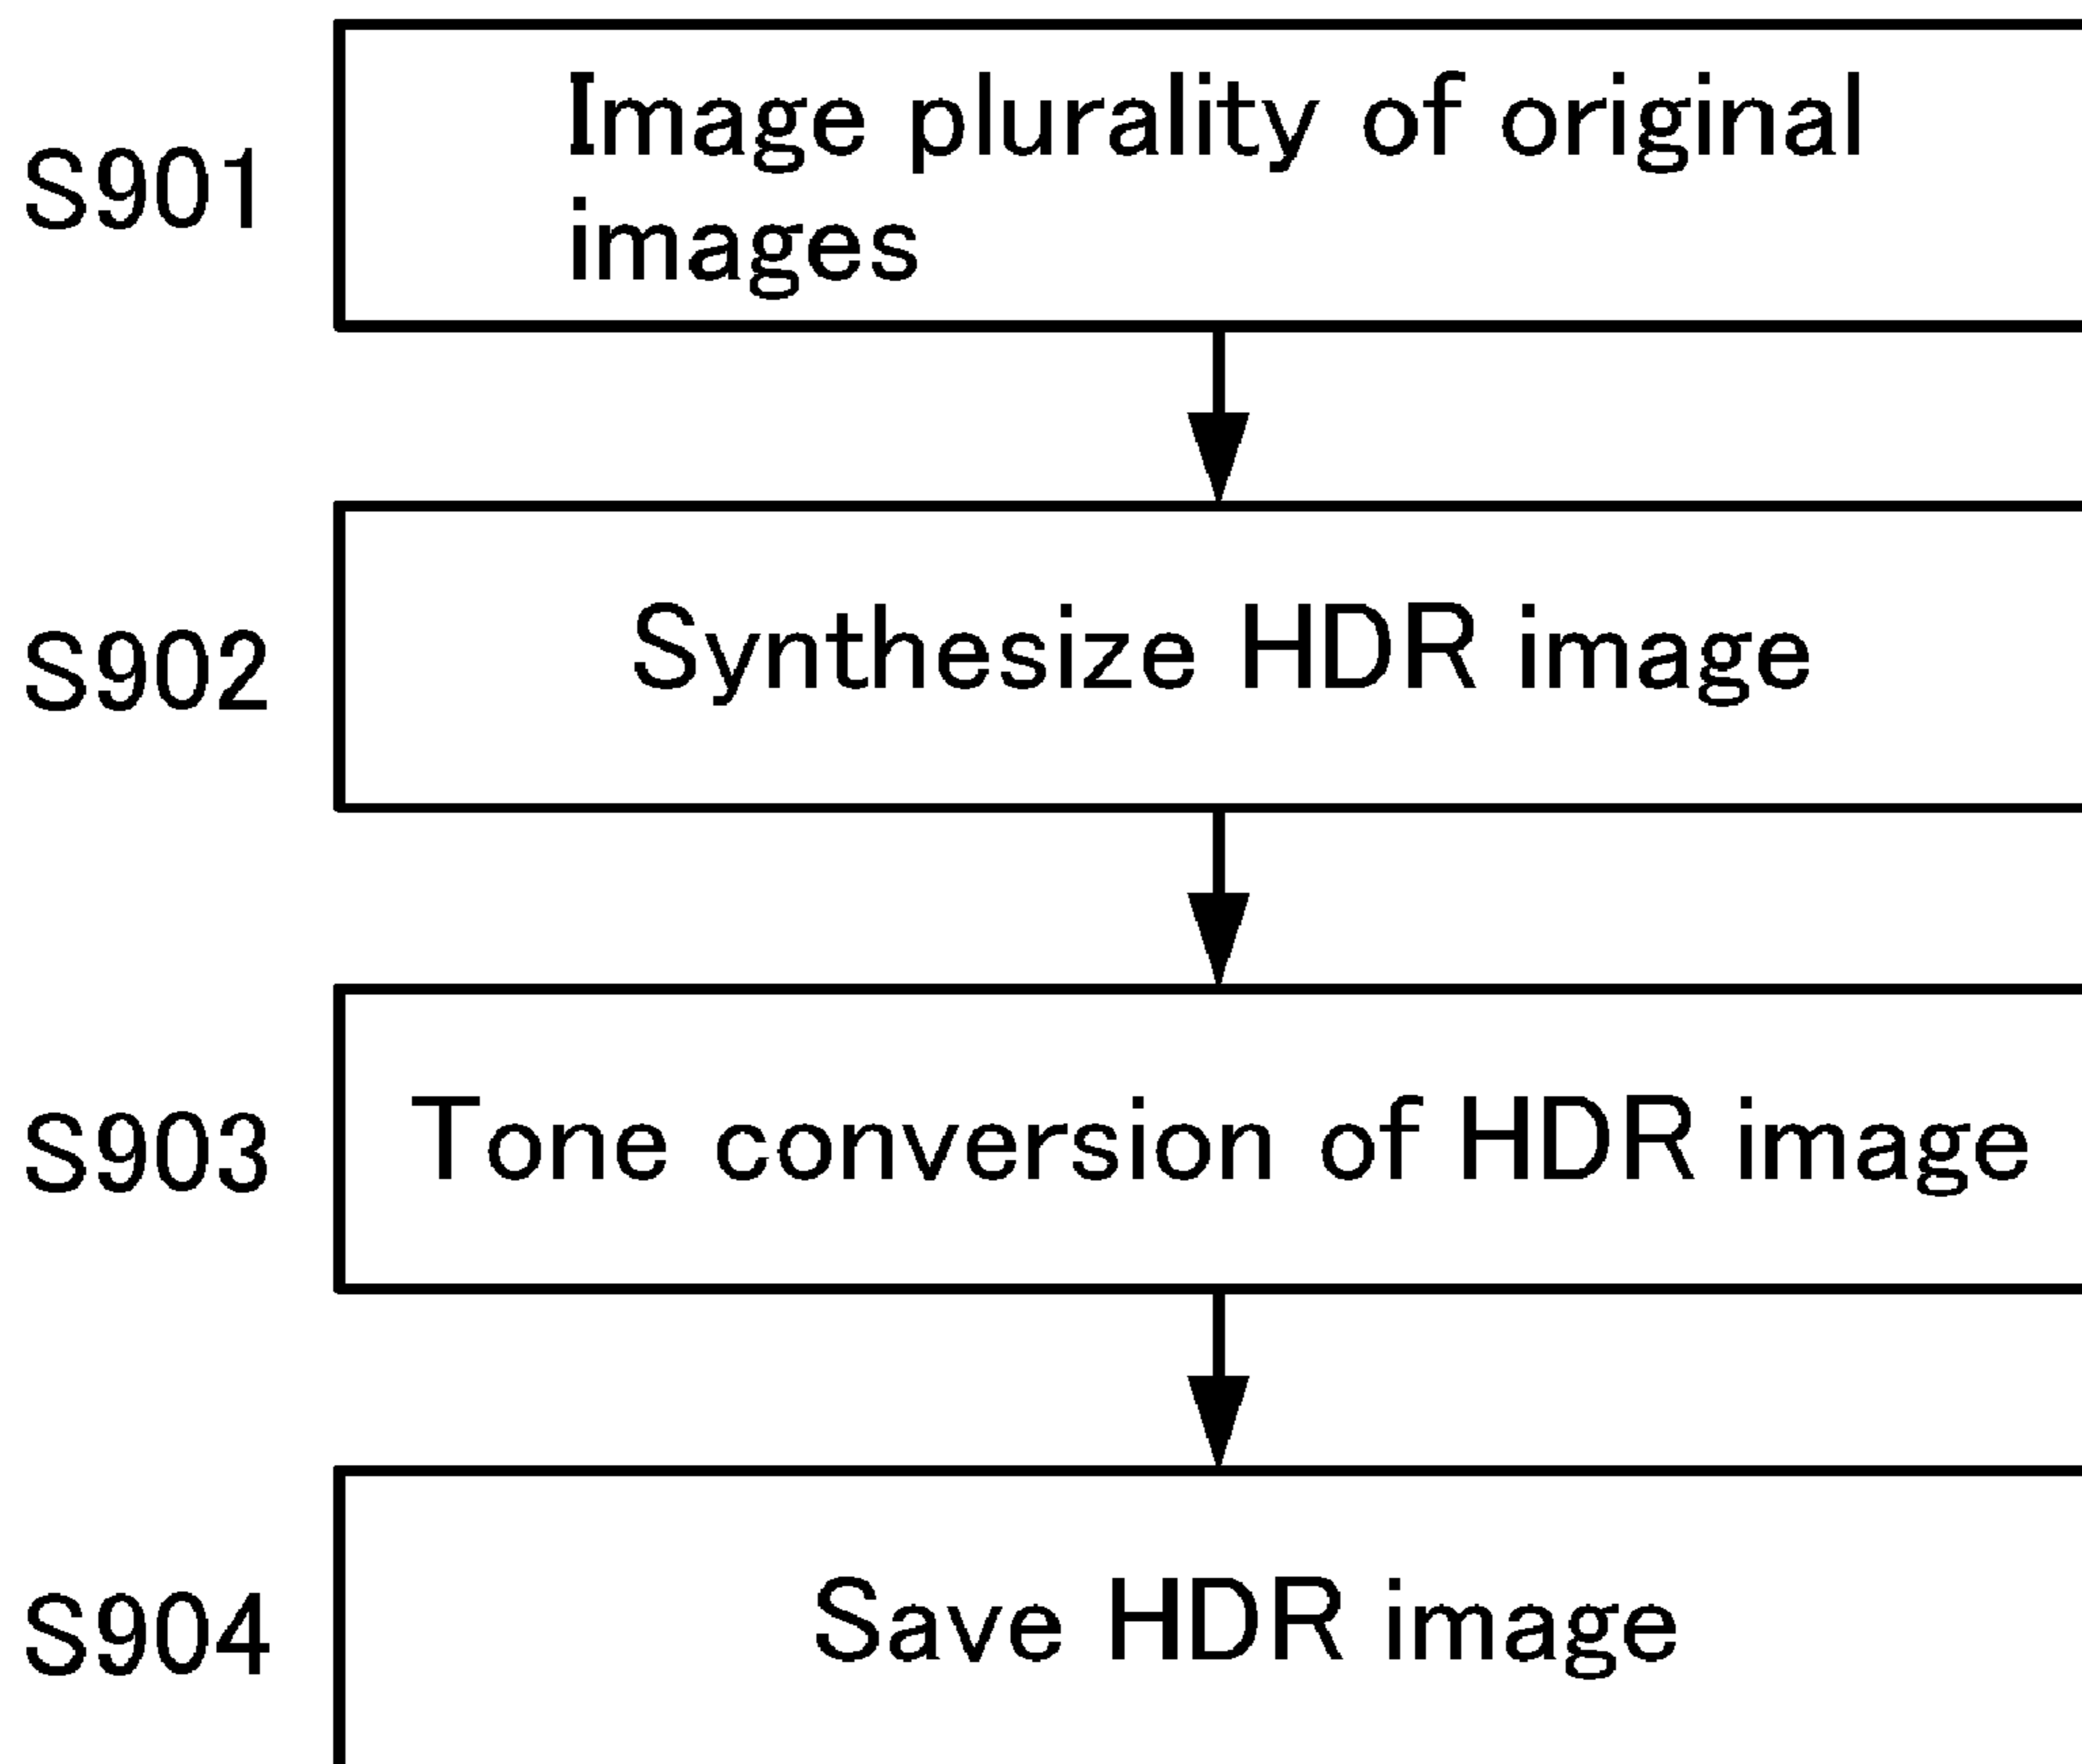 S901
Image plurality of original
images
S902
Synthesize HDR image
S903
Tone conversion of HDR image
S904
Save HDR image